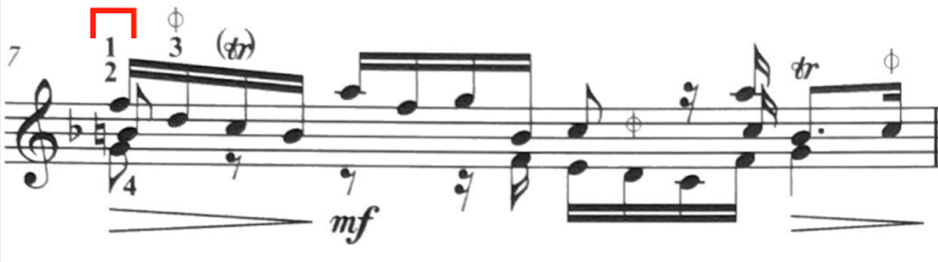 1 ⌽
2 3 (tr)
7
tr ⌽
⌽
4
mf